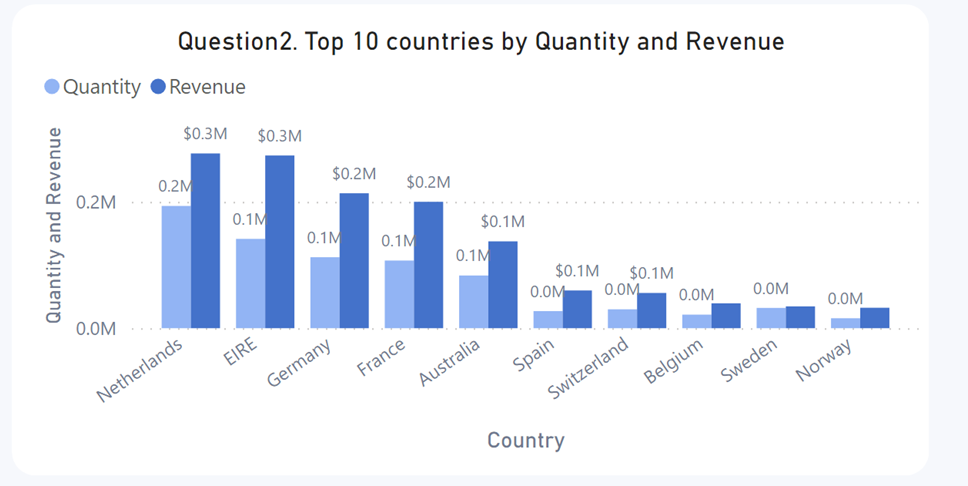 Question2. Top 10 countries by Quantity and Revenue
Quantity Revenue
Quantity and Revenue
0.2M
0.0M
0.2M $0.3M
0.1M $0.3M
0.1M $0.2M
0.1M $0.2M
0.1M $0.1M
0.0M $0.1M
0.0M $0.1M
0.0M
0.0M
0.0M
Netherlands
EIRE
Germany
France
Australia
Spain
Switzerland
Belgium
Sweden
Norway
Country